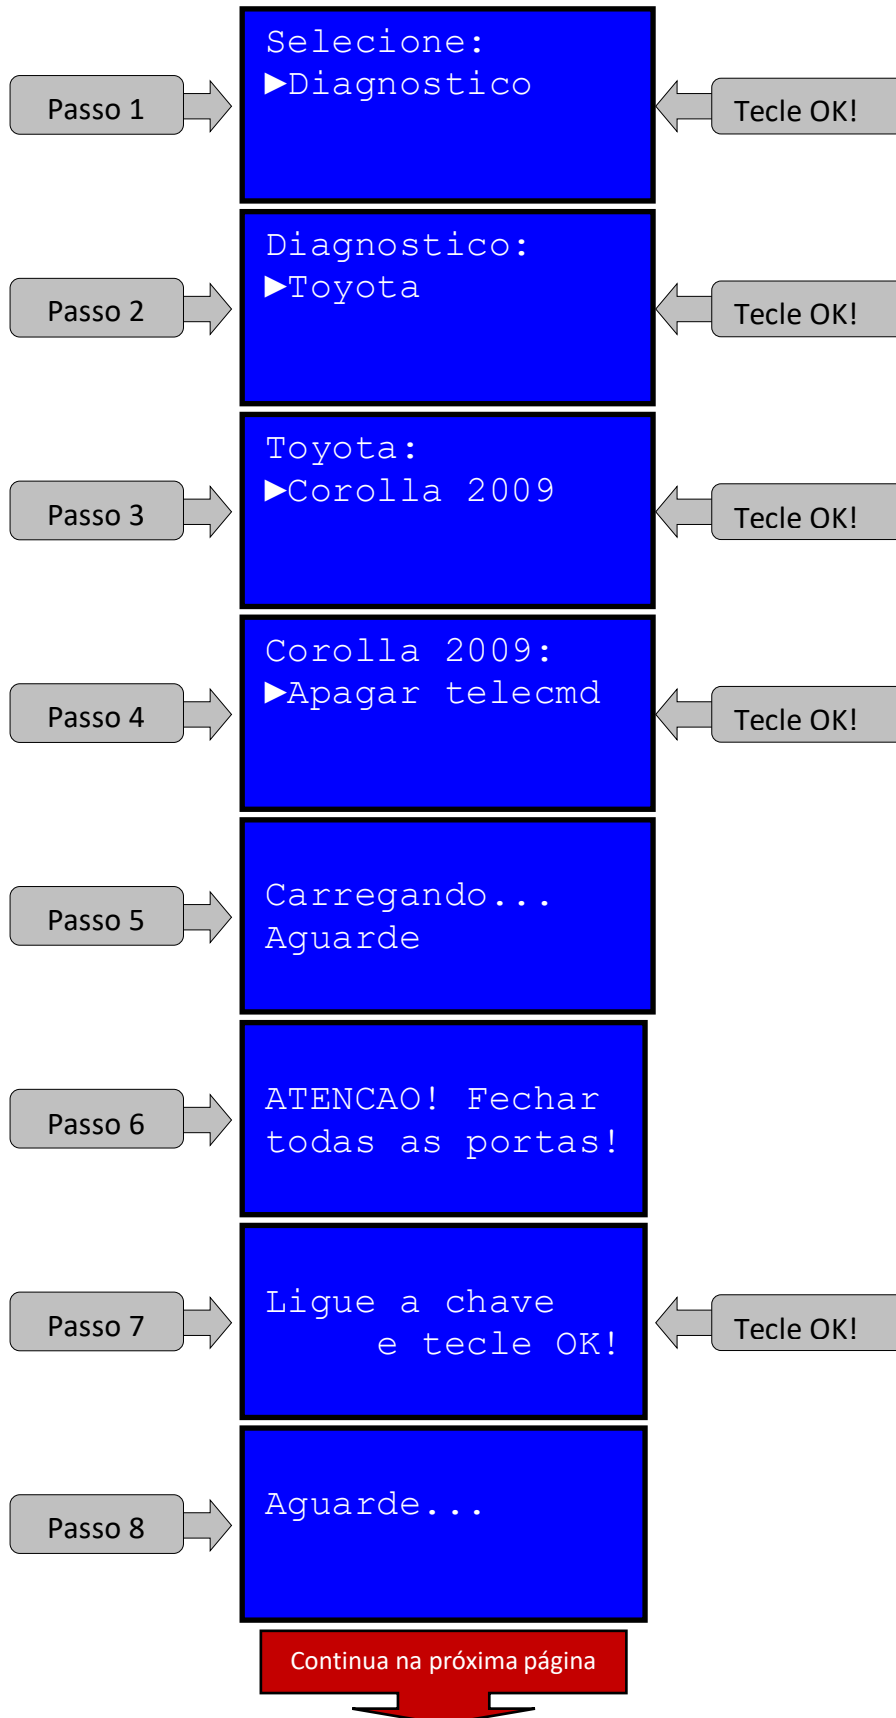 Selecione:
►Diagnostico
Passo 1
Tecle OK!
Diagnostico:
►Toyota
Passo 2
Tecle OK!
Toyota:
►Corolla 2009
Passo 3
Tecle OK!
Corolla 2009:
►Apagar telecmd
Passo 4
Tecle OK!
Carregando...
Aguarde
Passo 5
ATENCAO! Fechar
todas as portas!
Passo 6
Ligue a chave
e tecle OK!
Passo 7
Tecle OK!
Aguarde...
Passo 8
Continua na próxima página